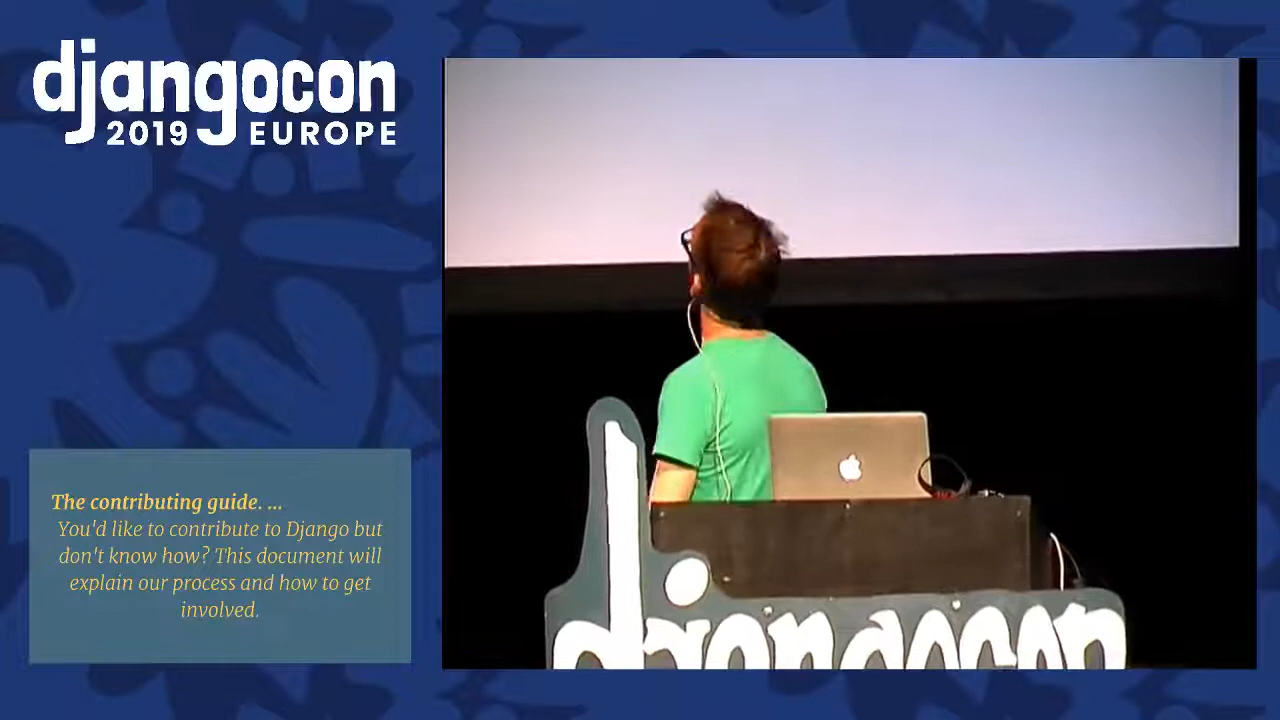 djangocon
2019 EUROPE
The contributing guide. ...
You'd like to contribute to Django but
don't know how? This document will
explain our process and how to get
involved.
djangocon